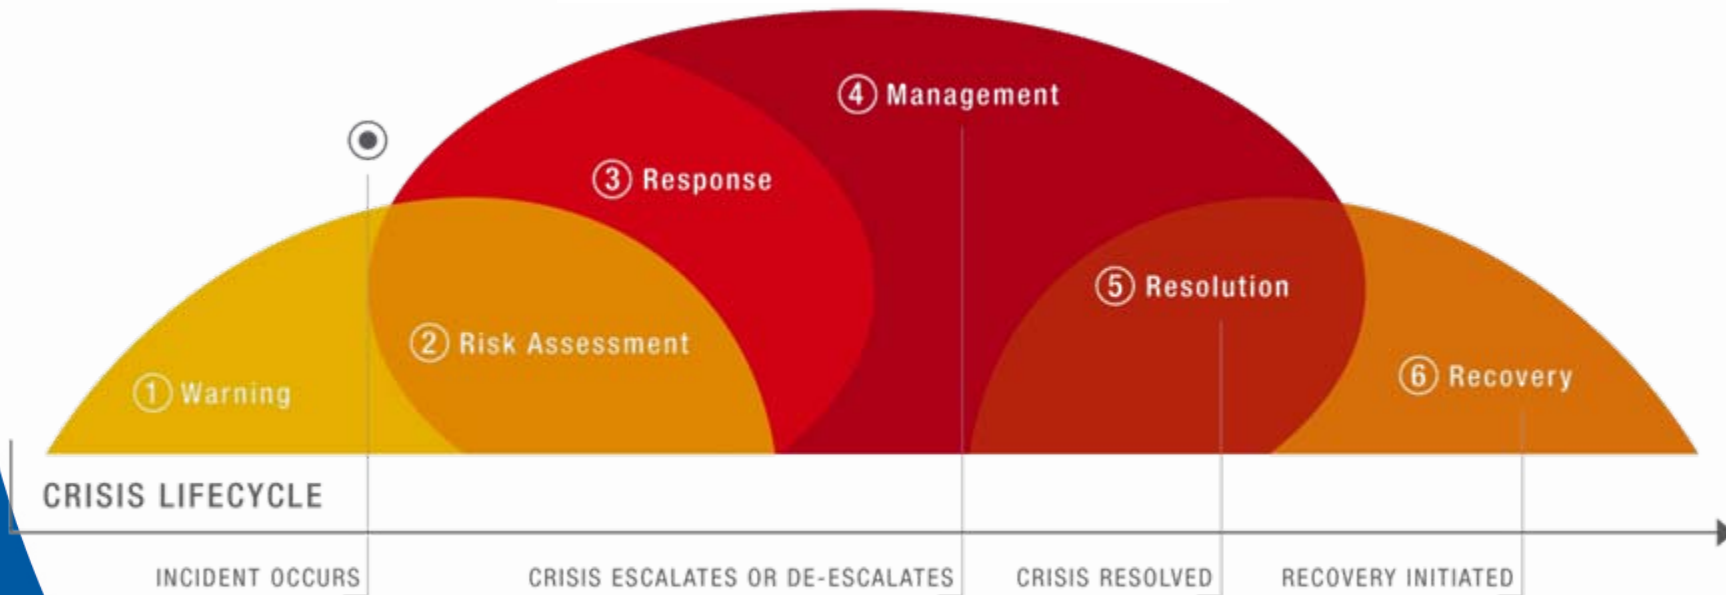 ④ Management
③ Response
⑤ Resolution
② Risk Assessment
⑥ Recovery
① Warning
CRISIS LIFECYCLE
INCIDENT OCCURS
CRISIS ESCALATES OR DE-ESCALATES
CRISIS RESOLVED
RECOVERY INITIATED